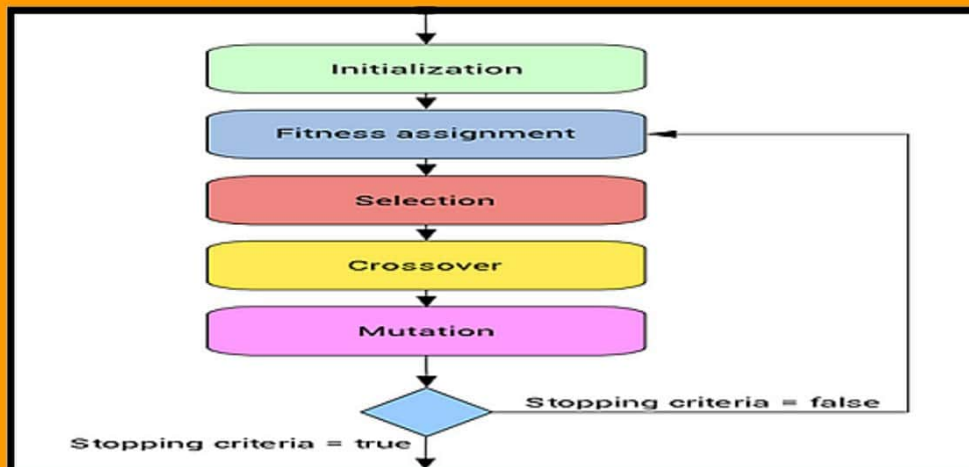 Initialization
Fitness assignment
Selection
Crossover
Mutation
Stopping criteria = false
Stopping criteria = true